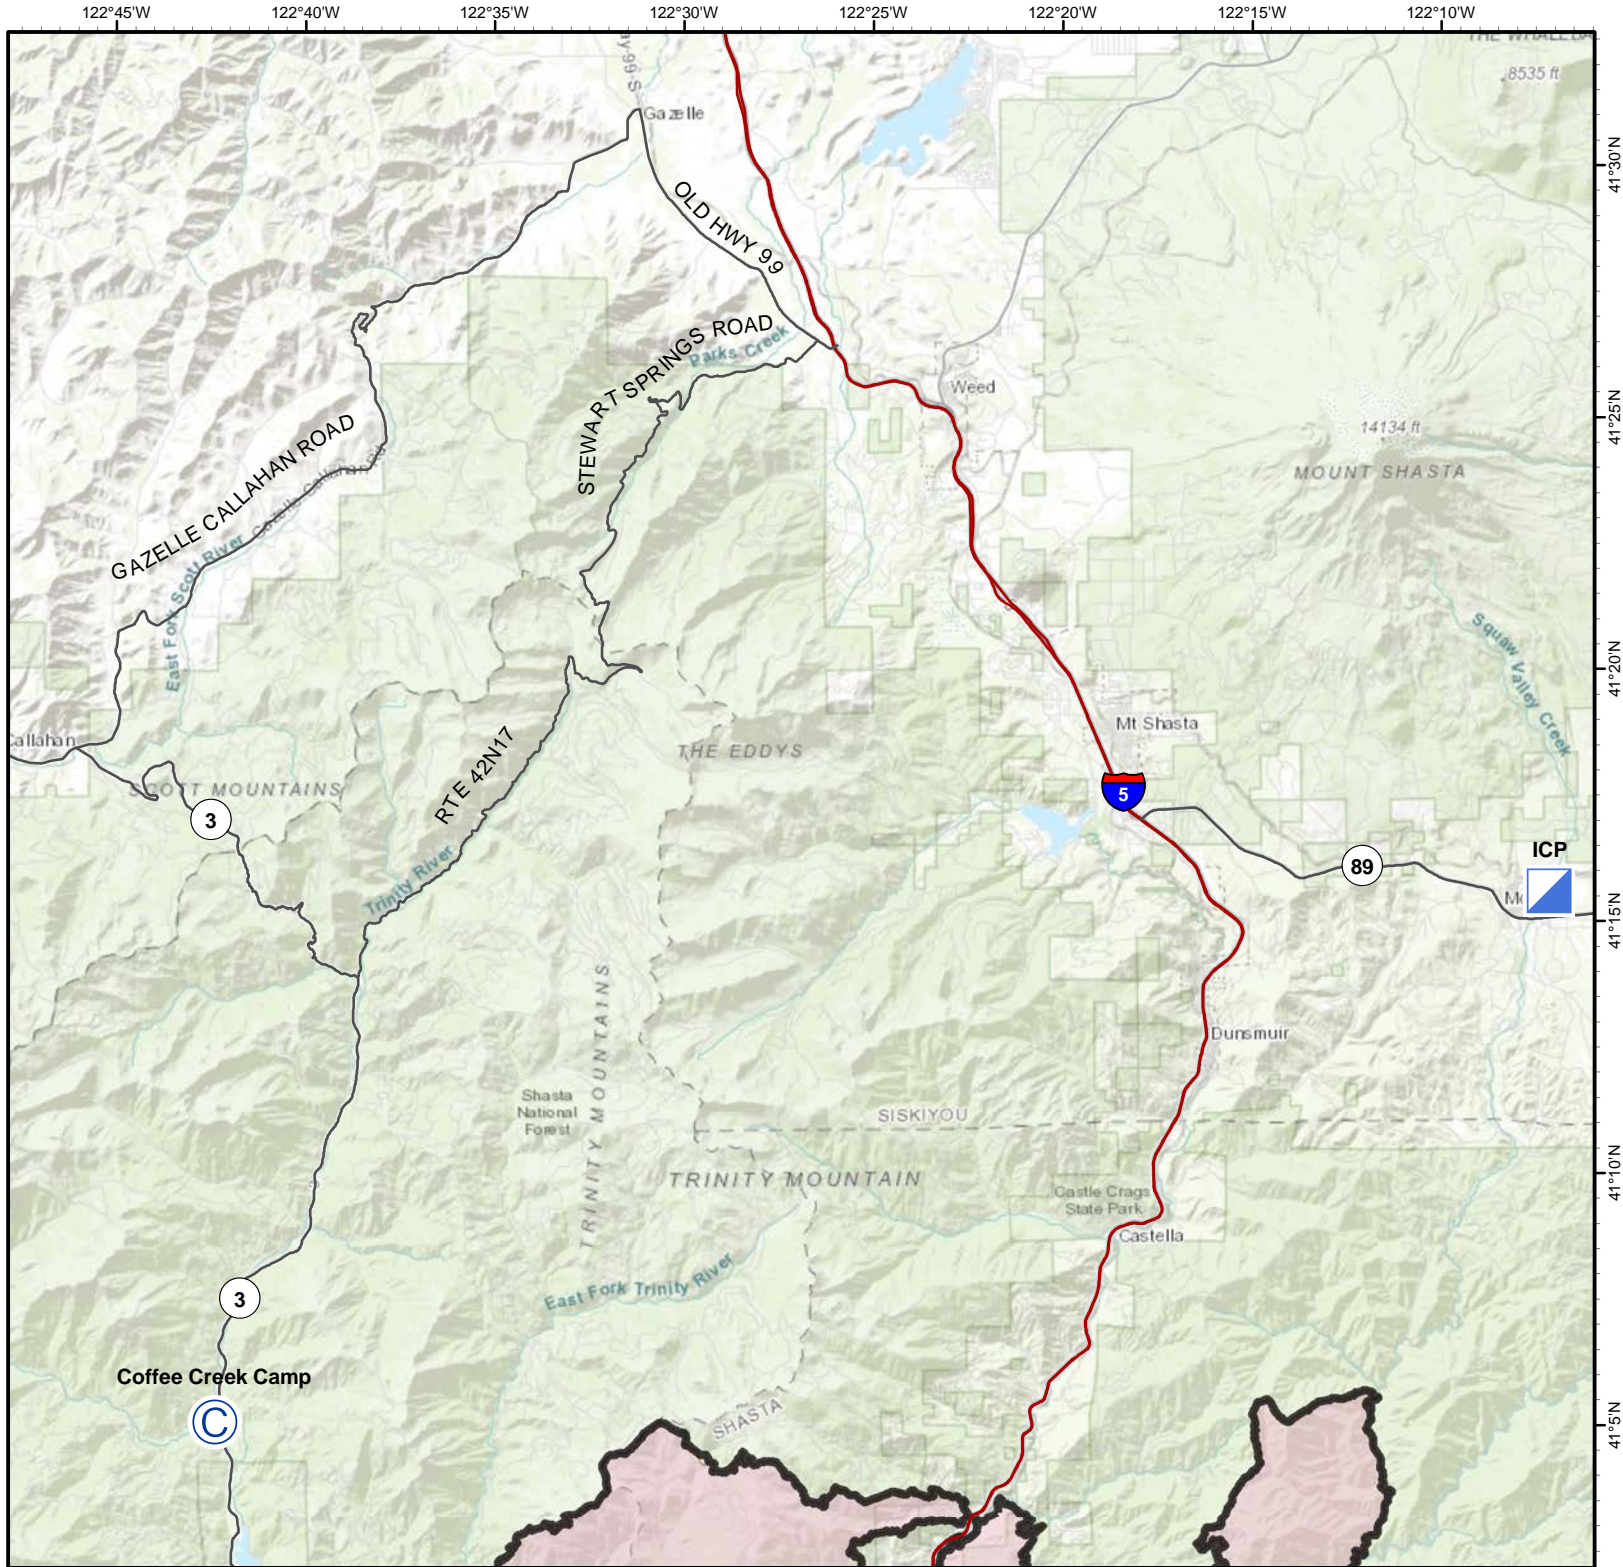 122°45'W 122°40'W 122°35'W 122°30'W 122°25'W 122°20'W 122°15'W 122°10'W
8535 ft
Gazelle
41°30'N
OLD HWY 99
STEWART SPRINGS ROAD
Parks Creek
Weed
41°25'N
14134 ft
MOUNT SHASTA
GAZELLE CALLAHAN ROAD
East Fork Scott River
Squaw Valley Creek
41°20'N
Mt Shasta
Callahan
THE EDDYS
RTE 42N17
SCOTT MOUNTAINS
5
3
ICP
89
Trinity River
41°15'N
Dunsmuir
TRINITY MOUNTAINS
Shasta
National
Forest
SISKIYOU
TRINITY MOUNTAIN
41°10'N
Castle Crags
State Park
Castella
East Fork Trinity River
3
Coffee Creek Camp
C
SHASTA
41°5'N